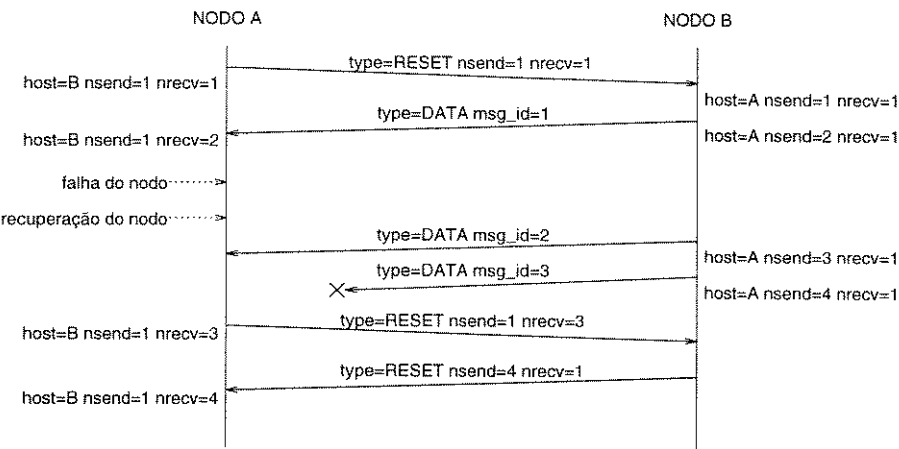 NODO A
NODO B
type=RESET nsend=1 nrecv=1
host=B nsend=1 nrecv=1
host=A nsend=1 nrecv=1
type=DATA msg_id=1
host=B nsend=1 nrecv=2
host=A nsend=2 nrecv=1
falha do nodo
recuperação do nodo
type=DATA msg_id=2
host=A nsend=3 nrecv=1
type=DATA msg_id=3
host=A nsend=4 nrecv=1
type=RESET nsend=1 nrecv=3
host=B nsend=1 nrecv=3
type=RESET nsend=4 nrecv=1
host=B nsend=1 nrecv=4